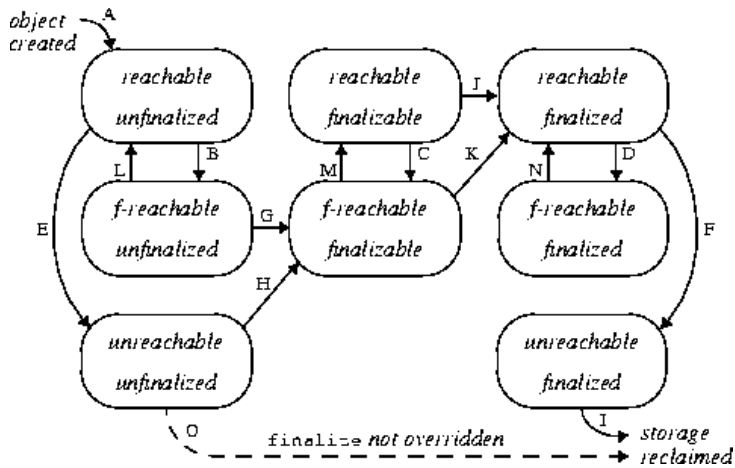 A
object
created
reachable
unfinalized
reachable
finalizable
J
reachable
finalized
L
B
M
C
K
N
D
E
f-reachable
unfinalized
G
f-reachable
finalizable
f-reachable
finalized
F
H
unreachable
unfinalized
unreachable
finalized
O
finalize not overridden
I
storage
reclaimed